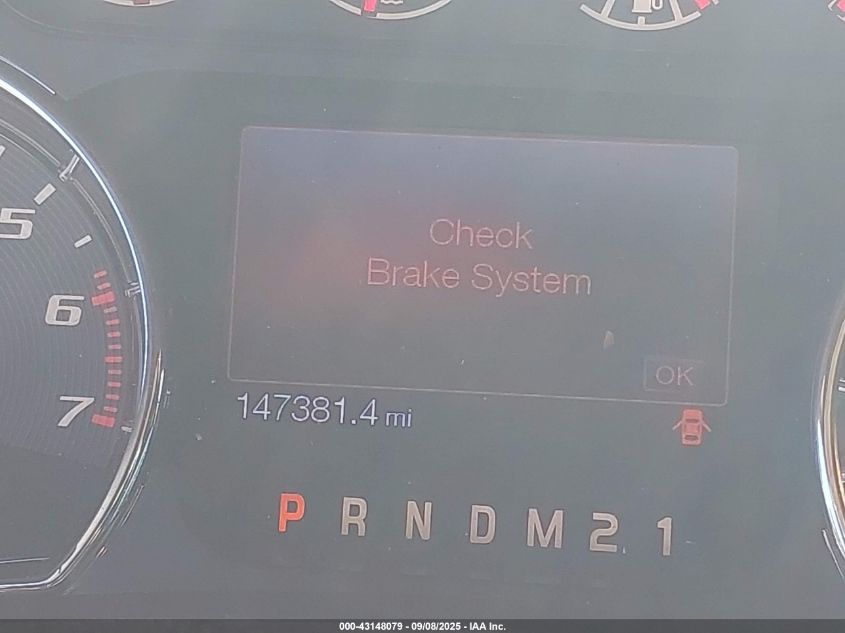 5
6
7
Check
Brake System
OK
147381.4 mi
P R N D M 2 1
000-43148079 - 09/08/2025 - IAA Inc.